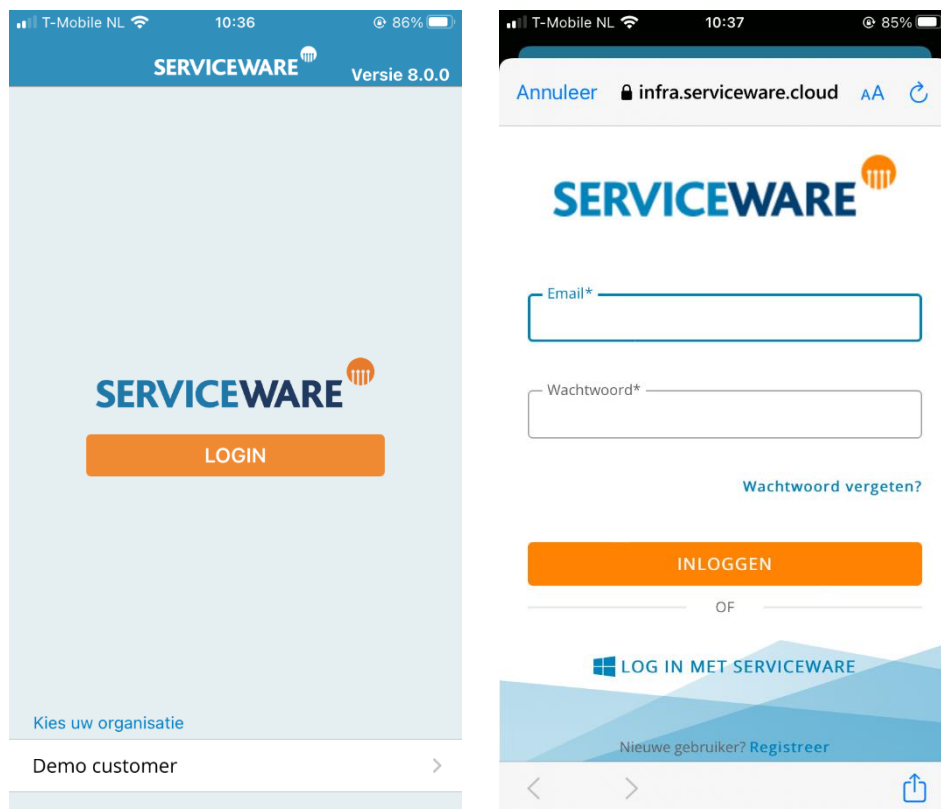 T-Mobile NL 10:36 86%
SERVICEWARE
Versie 8.0.0
SERVICEWARE
LOGIN
Kies uw organisatie
Demo customer
T-Mobile NL 10:37 85%
Annuleer infra.serviceware.cloud AA
SERVICEWARE
Email*
Wachtwoord*
Wachtwoord vergeten?
INLOGGEN
OF
LOG IN MET SERVICEWARE
Nieuwe gebruiker? Registreer